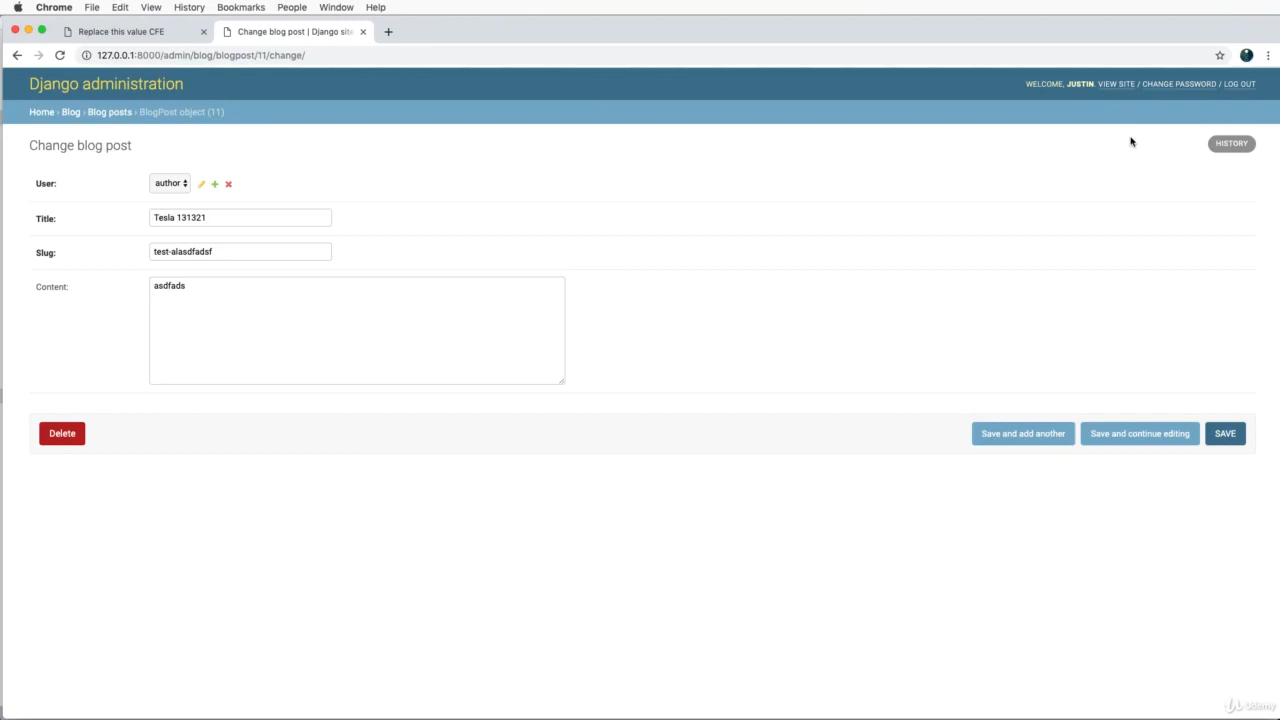 Chrome File Edit View History Bookmarks People Window Help
Replace this value CFE
Change blog post | Django site
127.0.0.1:8000/admin/blog/blogpost/11/change/
Django administration
WELCOME, JUSTIN. VIEW SITE / CHANGE PASSWORD / LOG OUT
Home › Blog › Blog posts › BlogPost object (11)
Change blog post
HISTORY
User: author
Title: Tesla 131321
Slug: test-alasdfadsf
Content: asdfads
Delete Save and add another Save and continue editing SAVE
Udemy